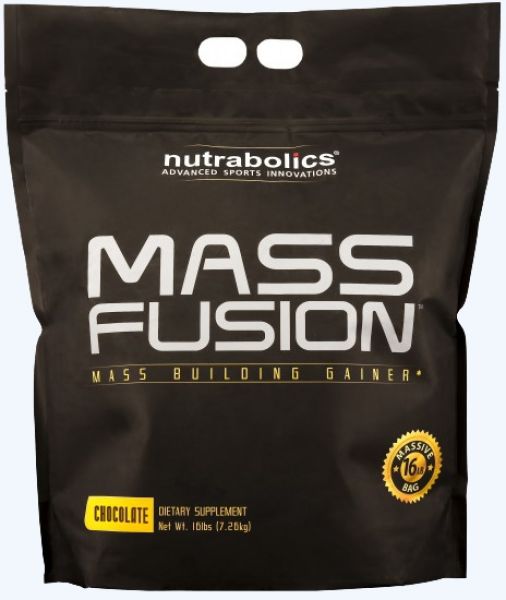 nutrabolics®
ADVANCED SPORTS INNOVATIONS
MASS
FUSION™
MASS BUILDING GAINER*
MASSIVE
16LB
BAG
CHOCOLATE
DIETARY SUPPLEMENT
Net Wt. 16lbs (7.26kg)